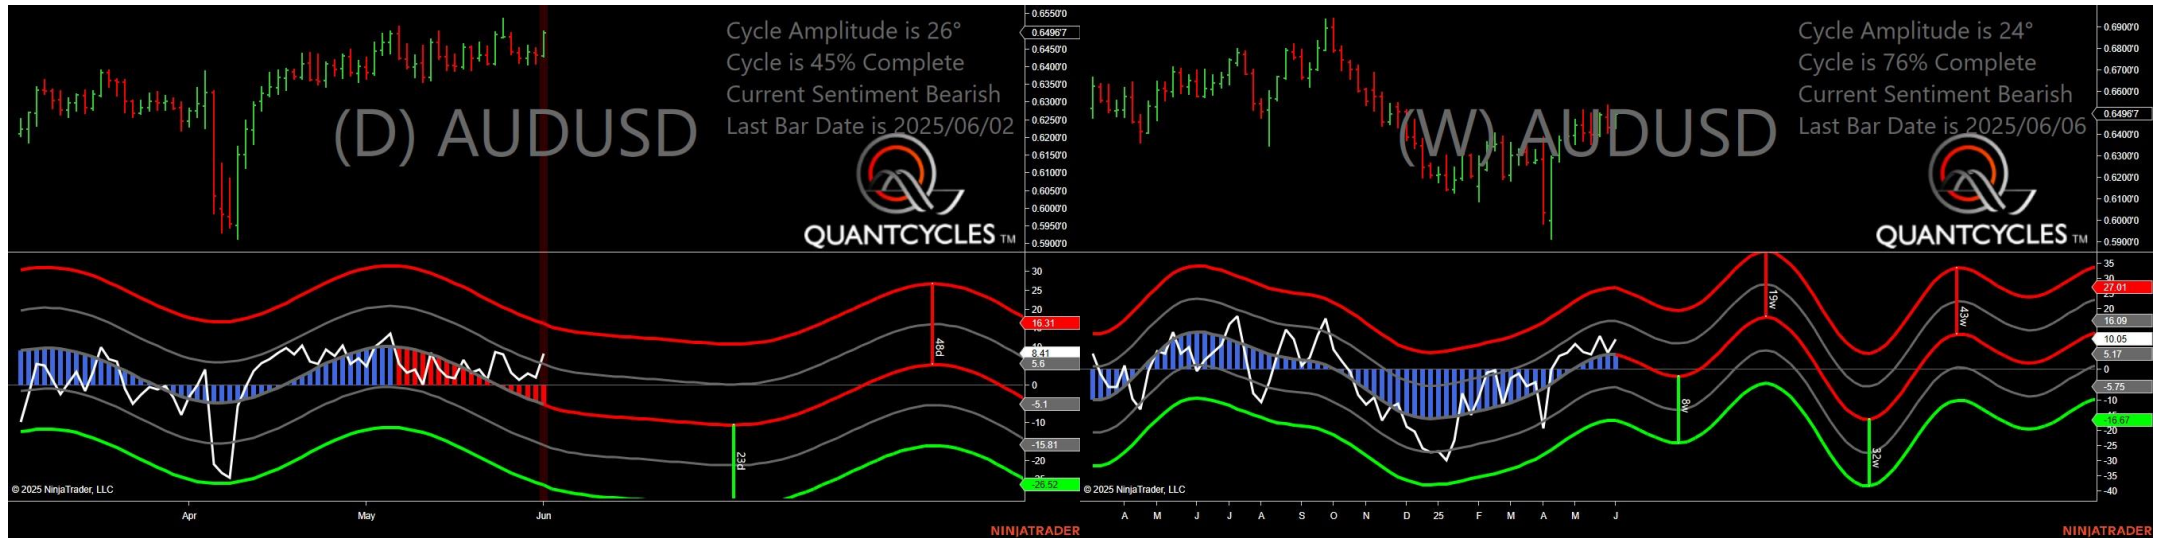 Cycle Amplitude is 26°
Cycle is 45% Complete
Current Sentiment Bearish
Last Bar Date is 2025/06/02
(D) AUDUSD
QUANTCYCLES TM
0.6550'0
0.6496'7
0.6450'0
0.6400'0
0.6350'0
0.6300'0
0.6250'0
0.6200'0
0.6150'0
0.6100'0
0.6050'0
0.6000'0
0.5950'0
0.5900'0
30
25
20
16.31
10
8.41
5.6
0
-5.1
-10
-15.81
-20
-26.52
48d
23d
© 2025 NinjaTrader, LLC
Apr May Jun
NINJATRADER
Cycle Amplitude is 24°
Cycle is 76% Complete
Current Sentiment Bearish
Last Bar Date is 2025/06/06
(W) AUDUSD
QUANTCYCLES TM
0.6900'0
0.6800'0
0.6700'0
0.6600'0
0.6496'7
0.6400'0
0.6300'0
0.6200'0
0.6100'0
0.6000'0
0.5900'0
35
30
27.01
20
16.09
10.05
5.17
0
-5.75
-10
-16.67
-20
-25
-30
-35
-40
19w
43w
8w
32w
© 2025 NinjaTrader, LLC
A M J J A S O N D 25 F M A M J
NINJATRADER